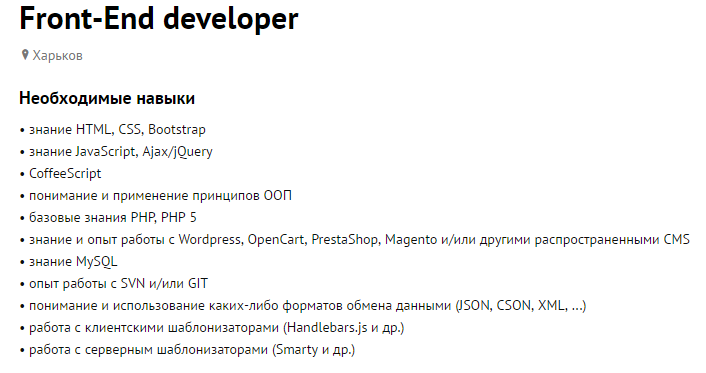 Front-End developer
Харьков
Необходимые навыки
• знание HTML, CSS, Bootstrap
• знание JavaScript, Ajax/jQuery
• CoffeeScript
• понимание и применение принципов ООП
• базовые знания PHP, PHP 5
• знание и опыт работы с Wordpress, OpenCart, PrestaShop, Magento и/или другими распространенными CMS
• знание MySQL
• опыт работы с SVN и/или GIT
• понимание и использование каких-либо форматов обмена данными (JSON, CSON, XML, ...)
• работа с клиентскими шаблонизаторами (Handlebars.js и др.)
• работа с серверным шаблонизаторами (Smarty и др.)